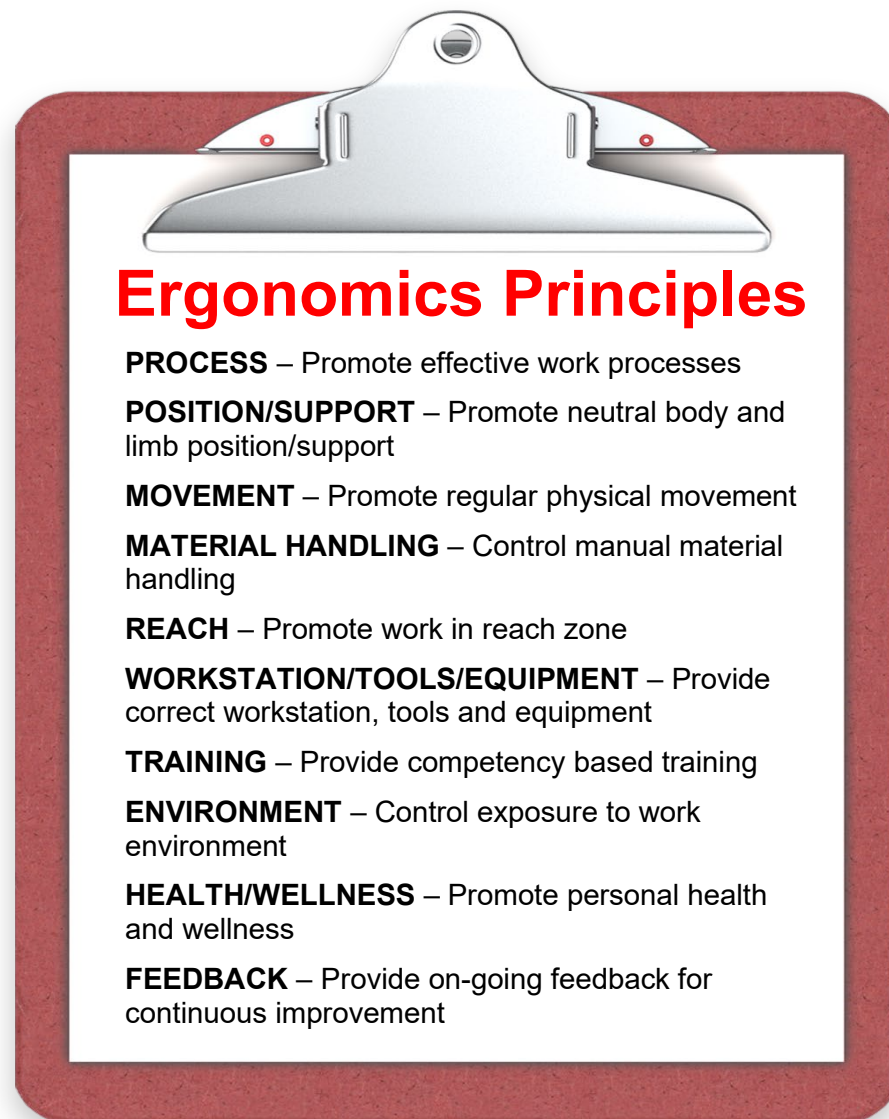 Ergonomics Principles
PROCESS – Promote effective work processes
POSITION/SUPPORT – Promote neutral body and
limb position/support
MOVEMENT – Promote regular physical movement
MATERIAL HANDLING – Control manual material
handling
REACH – Promote work in reach zone
WORKSTATION/TOOLS/EQUIPMENT – Provide
correct workstation, tools and equipment
TRAINING – Provide competency based training
ENVIRONMENT – Control exposure to work
environment
HEALTH/WELLNESS – Promote personal health
and wellness
FEEDBACK – Provide on-going feedback for
continuous improvement